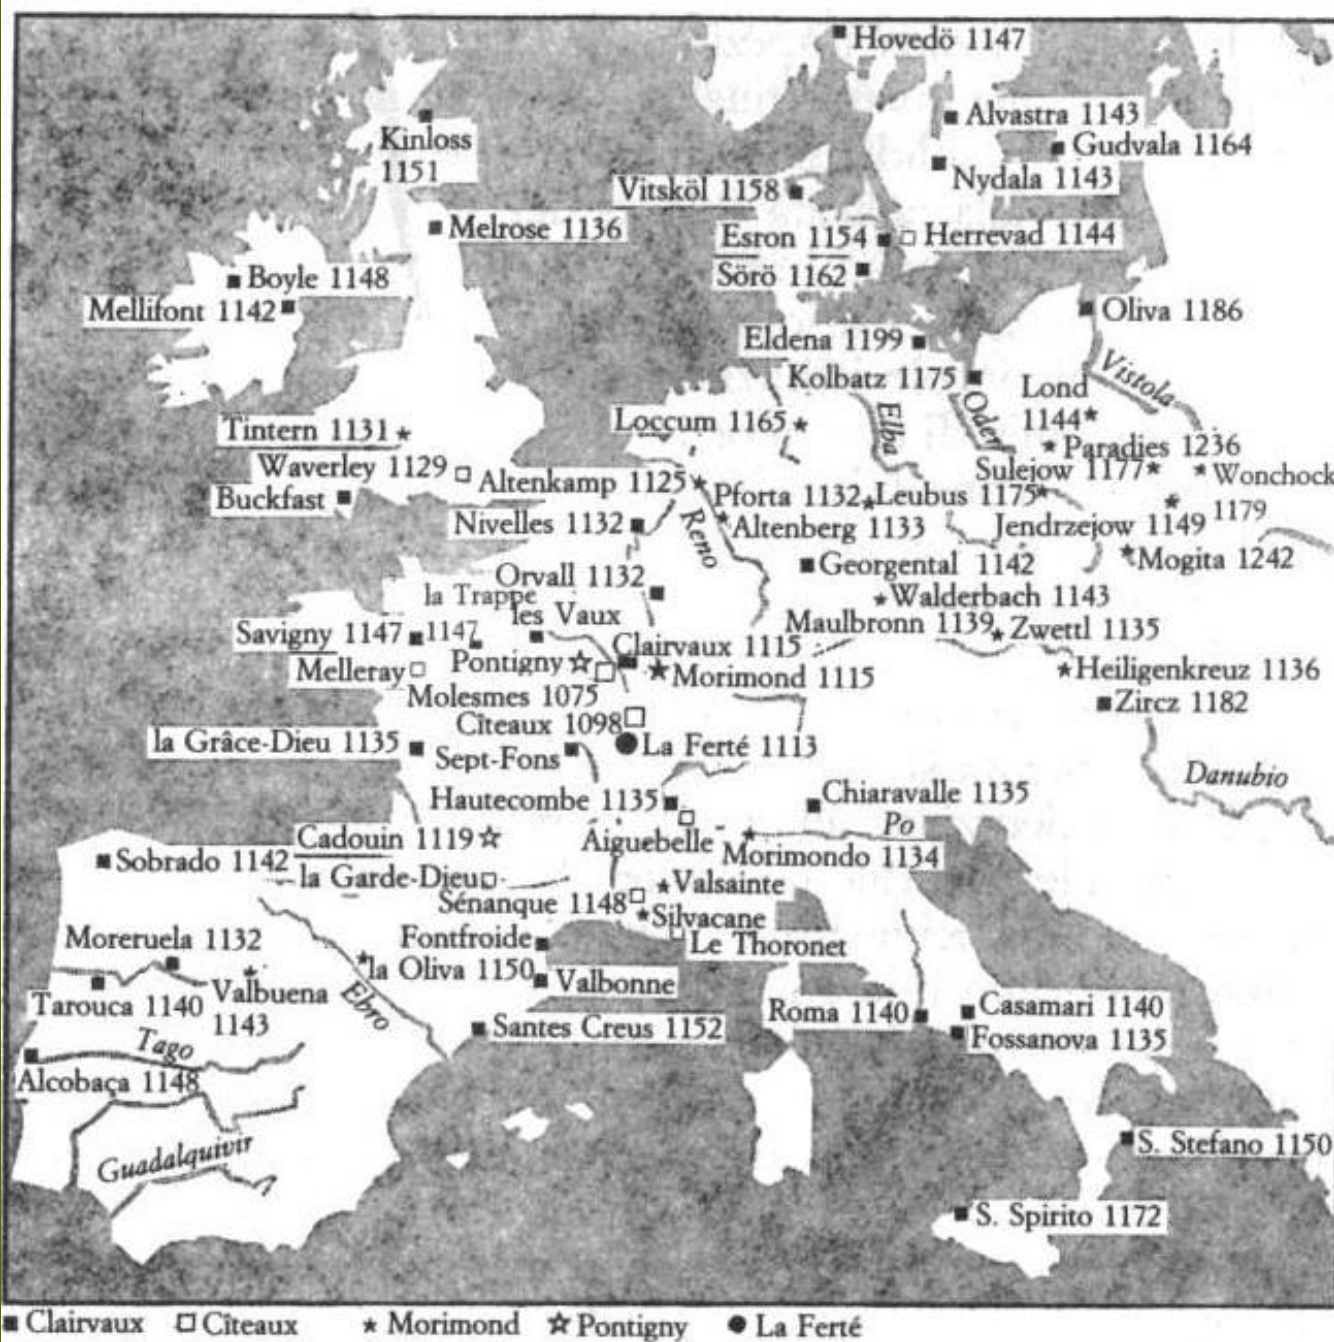 Hovedö 1147
Kinloss
1151
Alvastra 1143
Gudvala 1164
Nydala 1143
Vitsköl 1158
Melrose 1136
Esron 1154
Herrevad 1144
Sörö 1162
Boyle 1148
Mellifont 1142
Oliva 1186
Eldena 1199
Vistola
Kolbatz 1175
Lond
1144
Elba
Oder
Loccum 1165
Tintern 1131
Paradies 1236
Waverley 1129
Sulejow 1177
Wonchock
1179
Altenkamp 1125
Buckfast
Pforta 1132
Leubus 1175
Nivelles 1132
Reno
Altenberg 1133
Jendrzejow 1149
Mogita 1242
Georgental 1142
Orvall 1132
la Trappe
1147
les Vaux
Walderbach 1143
Maulbronn 1139
Zwettl 1135
Savigny 1147
Clairvaux 1115
Melleray
Pontigny
Morimond 1115
Heiligenkreuz 1136
Molesmes 1075
Zircz 1182
Cîteaux 1098
la Grâce-Dieu 1135
La Ferté 1113
Sept-Fons
Danubio
Hautecombe 1135
Chiaravalle 1135
Po
Cadouin 1119
Aiguebelle
Morimondo 1134
Sobrado 1142
la Garde-Dieu
Valsainte
Sénanque 1148
Silvacane
Moreruela 1132
Fontfroide
Le Thoronet
la Oliva 1150
Valbonne
Tarouca 1140
Valbuena
1143
Ebro
Roma 1140
Casamari 1140
Santes Creus 1152
Fossanova 1135
Tago
Alcobaça 1148
Guadalquivir
S. Stefano 1150
S. Spirito 1172
Clairvaux Cîteaux Morimond Pontigny La Ferté